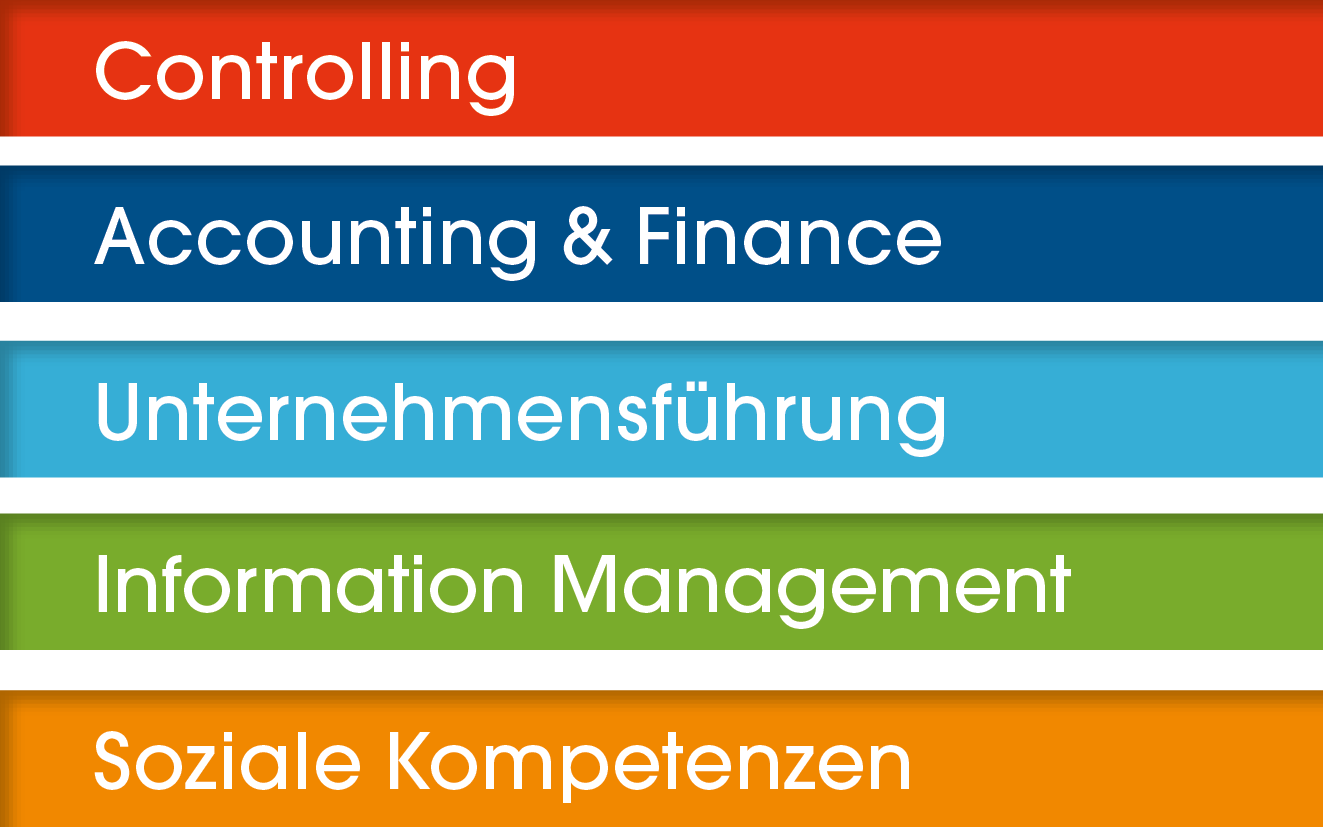 Controlling
Accounting & Finance
Unternehmensführung
Information Management
Soziale Kompetenzen